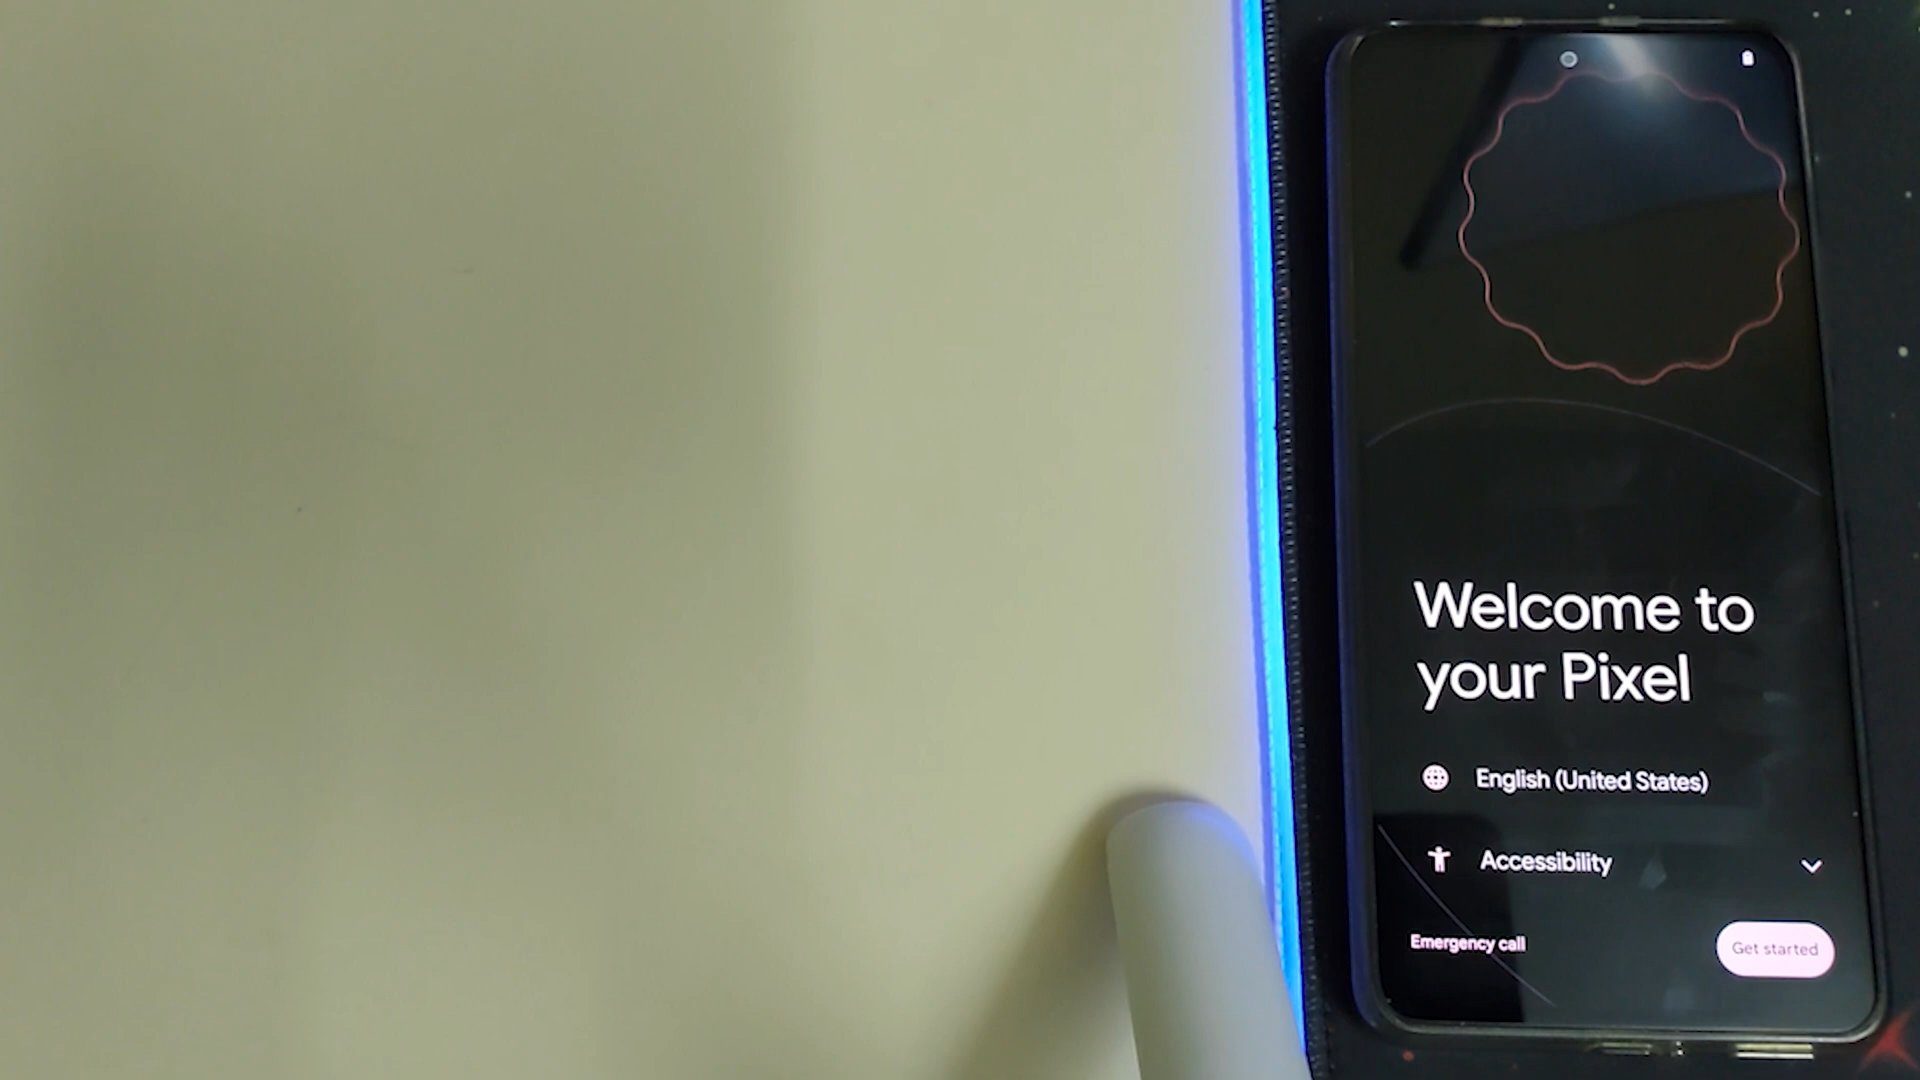 Welcome to
your Pixel
English (United States)
Accessibility
Emergency call
Get started